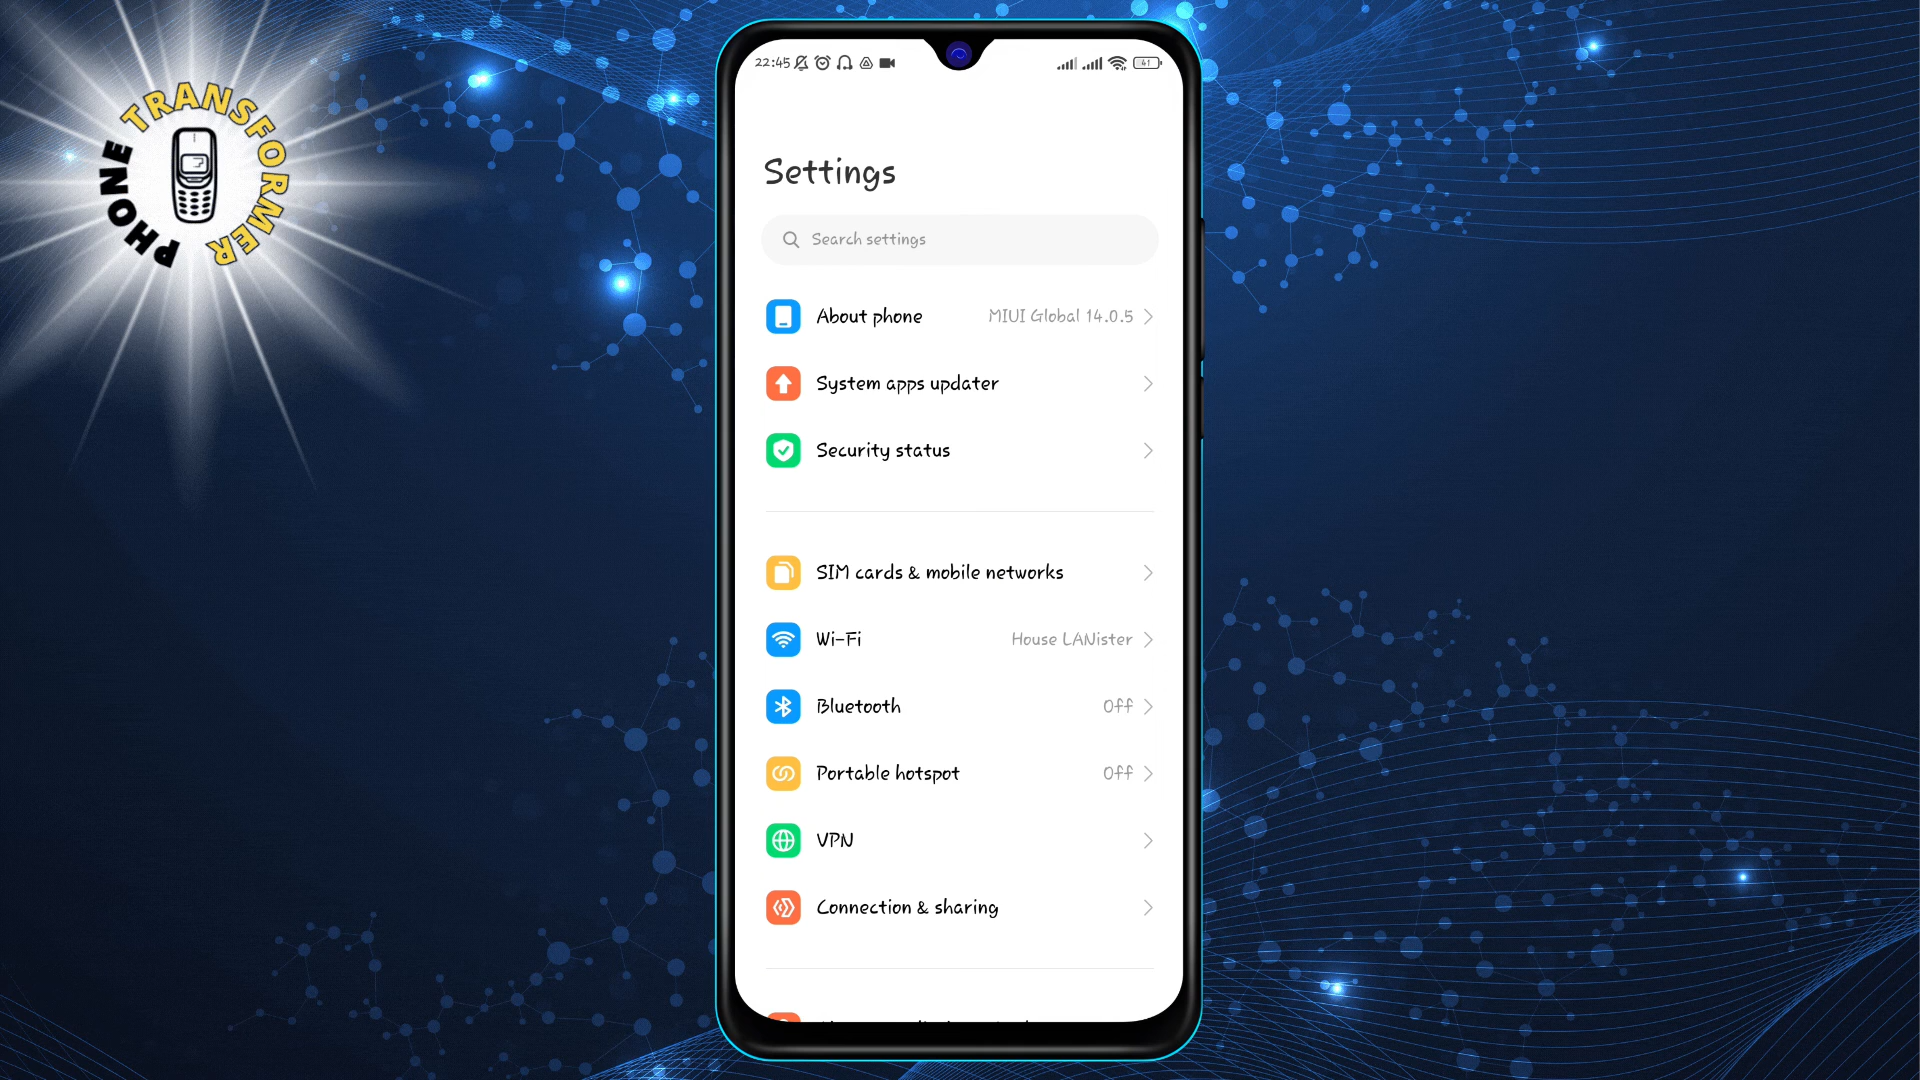 PHONE TRANSFORMER
22:45
41
Settings
Search settings
About phone
MIUI Global 14.0.5
System apps updater
Security status
SIM cards & mobile networks
Wi-Fi
House LANister
Bluetooth
Off
Portable hotspot
Off
VPN
Connection & sharing